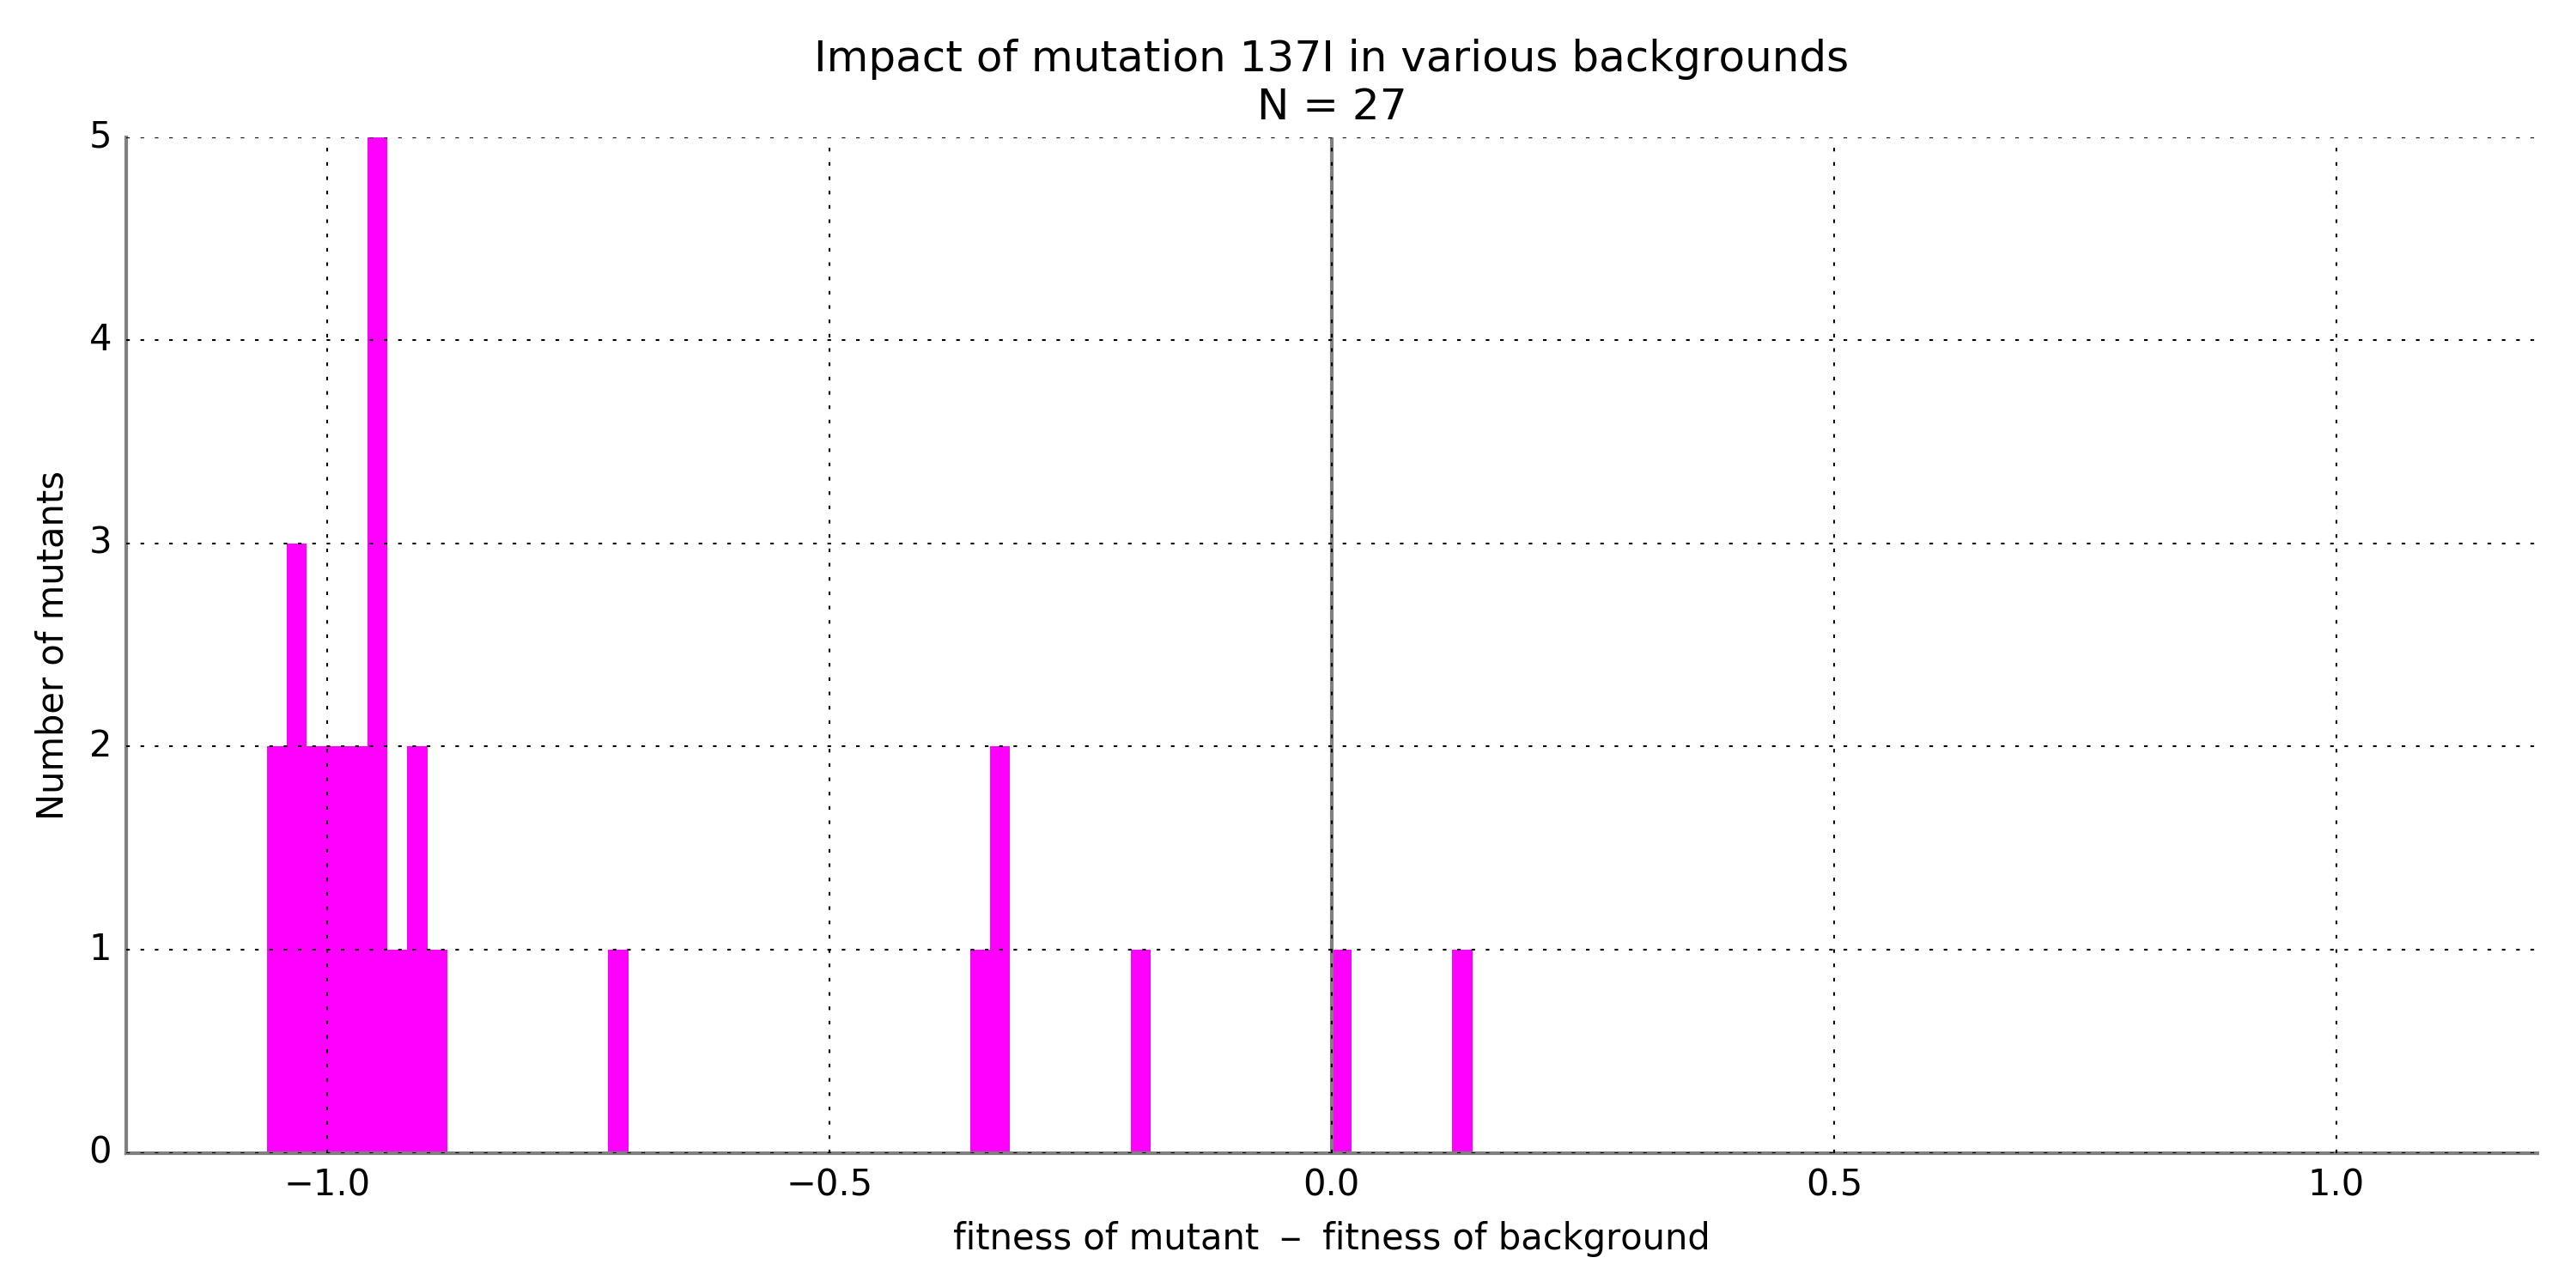 Impact of mutation 137I in various backgrounds
N = 27
5
4
3
2
1
0
Number of mutants
−1.0
−0.5
0.0
0.5
1.0
fitness of mutant – fitness of background